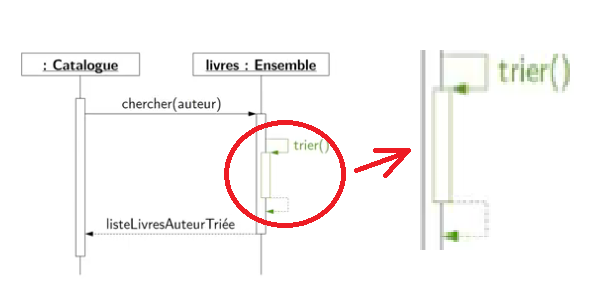 : Catalogue
livres : Ensemble
chercher(auteur)
trier()
listeLivresAuteurTriée
trier()